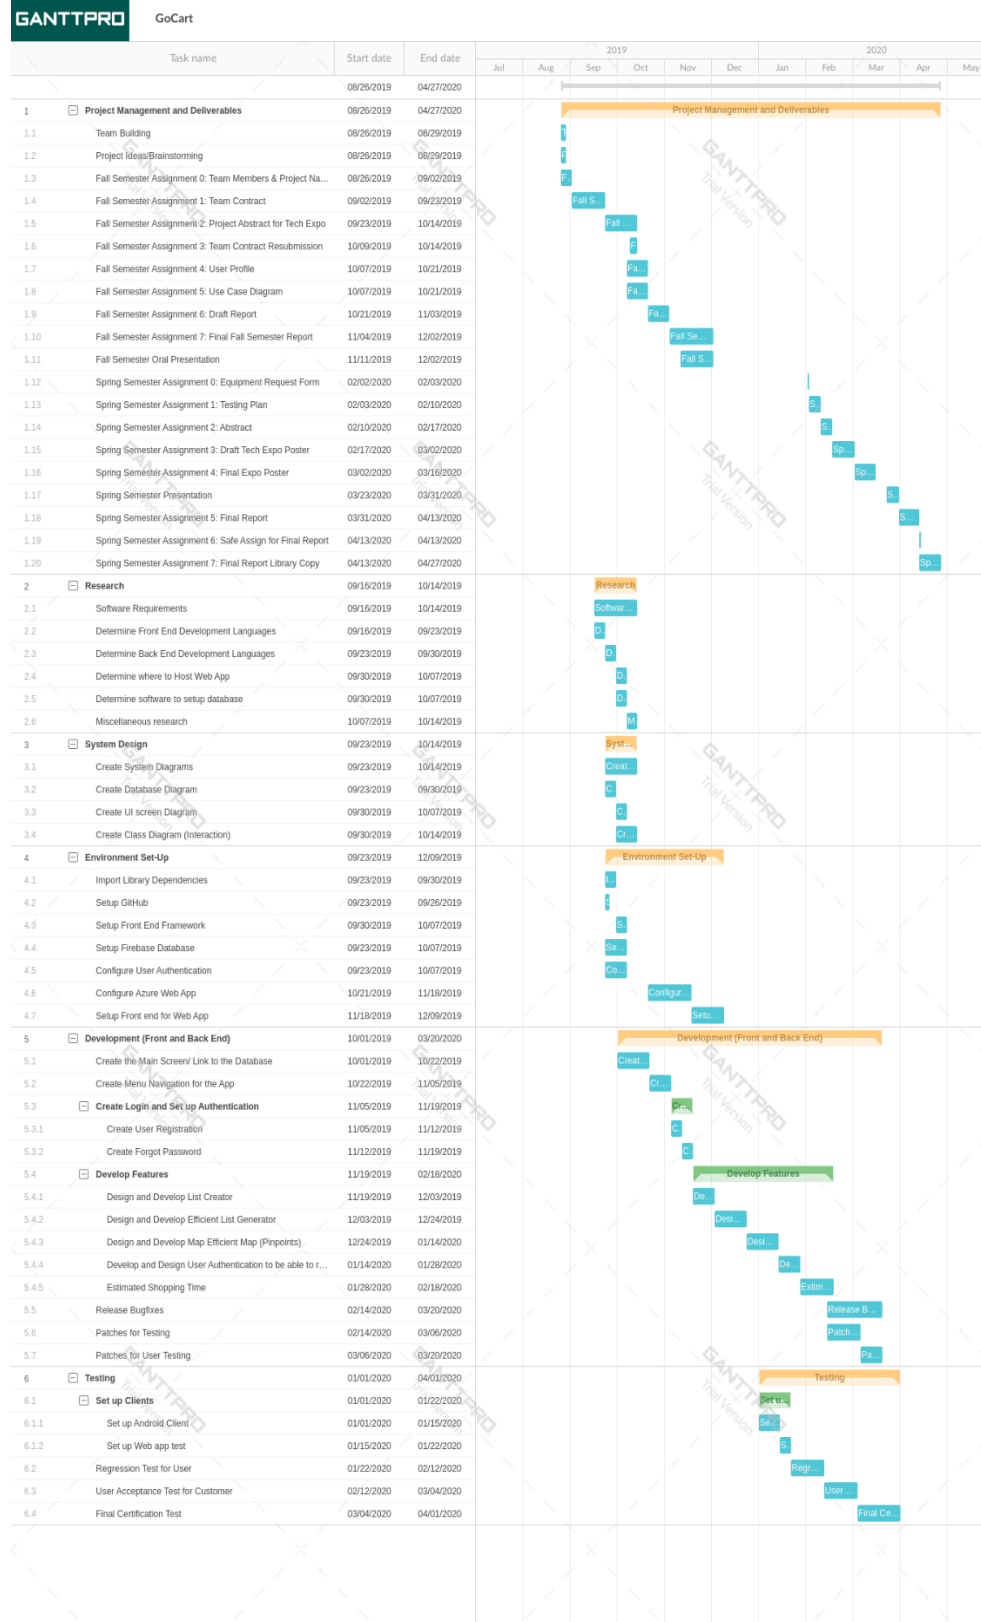 GANTTPRO GoCart
Task name Start date End date 2019 2020
Jul Aug Sep Oct Nov Dec Jan Feb Mar Apr May
08/26/2019 04/27/2020
1 Project Management and Deliverables 08/26/2019 04/27/2020 Project Management and Deliverables
1.1 Team Building 08/26/2019 08/29/2019 T
1.2 Project Ideas/Brainstorming 08/26/2019 08/29/2019 P
1.3 Fall Semester Assignment 0: Team Members & Project Na... 08/26/2019 09/02/2019 F...
1.4 Fall Semester Assignment 1: Team Contract 09/02/2019 09/23/2019 Fall S...
1.5 Fall Semester Assignment 2: Project Abstract for Tech Expo 09/23/2019 10/14/2019 Fall ...
1.6 Fall Semester Assignment 3: Team Contract Resubmission 10/09/2019 10/14/2019 F
1.7 Fall Semester Assignment 4: User Profile 10/07/2019 10/21/2019 Fa...
1.8 Fall Semester Assignment 5: Use Case Diagram 10/07/2019 10/21/2019 Fa...
1.9 Fall Semester Assignment 6: Draft Report 10/21/2019 11/03/2019 Fa...
1.10 Fall Semester Assignment 7: Final Fall Semester Report 11/04/2019 12/02/2019 Fall Se...
1.11 Fall Semester Oral Presentation 11/11/2019 12/02/2019 Fall S...
1.12 Spring Semester Assignment 0: Equipment Request Form 02/02/2020 02/03/2020
1.13 Spring Semester Assignment 1: Testing Plan 02/03/2020 02/10/2020 S...
1.14 Spring Semester Assignment 2: Abstract 02/10/2020 02/17/2020 S...
1.15 Spring Semester Assignment 3: Draft Tech Expo Poster 02/17/2020 03/02/2020 Sp...
1.16 Spring Semester Assignment 4: Final Expo Poster 03/02/2020 03/16/2020 Sp...
1.17 Spring Semester Presentation 03/23/2020 03/31/2020 S...
1.18 Spring Semester Assignment 5: Final Report 03/31/2020 04/13/2020 S...
1.19 Spring Semester Assignment 6: Safe Assign for Final Report 04/13/2020 04/13/2020
1.20 Spring Semester Assignment 7: Final Report Library Copy 04/13/2020 04/27/2020 Sp...
2 Research 09/16/2019 10/14/2019 Research
2.1 Software Requirements 09/16/2019 10/14/2019 Softwar...
2.2 Determine Front End Development Languages 09/16/2019 09/23/2019 D...
2.3 Determine Back End Development Languages 09/23/2019 09/30/2019 D...
2.4 Determine where to Host Web App 09/30/2019 10/07/2019 D...
2.5 Determine software to setup database 09/30/2019 10/07/2019 D...
2.6 Miscellaneous research 10/07/2019 10/14/2019 M
3 System Design 09/23/2019 10/14/2019 Syst...
3.1 Create System Diagrams 09/23/2019 10/14/2019 Creat...
3.2 Create Database Diagram 09/23/2019 09/30/2019 C...
3.3 Create UI screen Diagram 09/30/2019 10/07/2019 C...
3.4 Create Class Diagram (Interaction) 09/30/2019 10/14/2019 Cr...
4 Environment Set-Up 09/23/2019 12/09/2019 Environment Set-Up
4.1 Import Library Dependencies 09/23/2019 09/30/2019 I...
4.2 Setup GitHub 09/23/2019 09/26/2019 S
4.3 Setup Front End Framework 09/30/2019 10/07/2019 S...
4.4 Setup Firebase Database 09/23/2019 10/07/2019 Se...
4.5 Configure User Authentication 09/23/2019 10/07/2019 Co...
4.6 Configure Azure Web App 10/21/2019 11/18/2019 Configur...
4.7 Setup Front end for Web App 11/18/2019 12/09/2019 Setu...
5 Development (Front and Back End) 10/01/2019 03/20/2020 Development (Front and Back End)
5.1 Create the Main Screen/ Link to the Database 10/01/2019 10/22/2019 Creat...
5.2 Create Menu Navigation for the App 10/22/2019 11/05/2019 Cr...
5.3 Create Login and Set up Authentication 11/05/2019 11/19/2019 Cr...
5.3.1 Create User Registration 11/05/2019 11/12/2019 C...
5.3.2 Create Forgot Password 11/12/2019 11/19/2019 C...
5.4 Develop Features 11/19/2019 02/18/2020 Develop Features
5.4.1 Design and Develop List Creator 11/19/2019 12/03/2019 De...
5.4.2 Design and Develop Efficient List Generator 12/03/2019 12/24/2019 Desi...
5.4.3 Design and Develop Map Efficient Map (Pinpoints) 12/24/2019 01/14/2020 Desi...
5.4.4 Develop and Design User Authentication to be able to r... 01/14/2020 01/28/2020 De...
5.4.5 Estimated Shopping Time 01/28/2020 02/18/2020 Estim...
5.5 Release Bugfixes 02/14/2020 03/20/2020 Release B...
5.6 Patches for Testing 02/14/2020 03/06/2020 Patch...
5.7 Patches for User Testing 03/06/2020 03/20/2020 Pa...
6 Testing 01/01/2020 04/01/2020 Testing
6.1 Set up Clients 01/01/2020 01/22/2020 Set u...
6.1.1 Set up Android Client 01/01/2020 01/15/2020 Se...
6.1.2 Set up Web app test 01/15/2020 01/22/2020 S...
6.2 Regression Test for User 01/22/2020 02/12/2020 Regr...
6.3 User Acceptance Test for Customer 02/12/2020 03/04/2020 User ...
6.4 Final Certification Test 03/04/2020 04/01/2020 Final Ce...
GANTTPRO
Trial Version
GANTTPRO
Trial Version
GANTTPRO
Trial Version
GANTTPRO
Trial Version
GANTTPRO
Trial Version
GANTTPRO
Trial Version
GANTTPRO
Trial Version
GANTTPRO
Trial Version
GANTTPRO
Trial Version
GANTTPRO
Trial Version